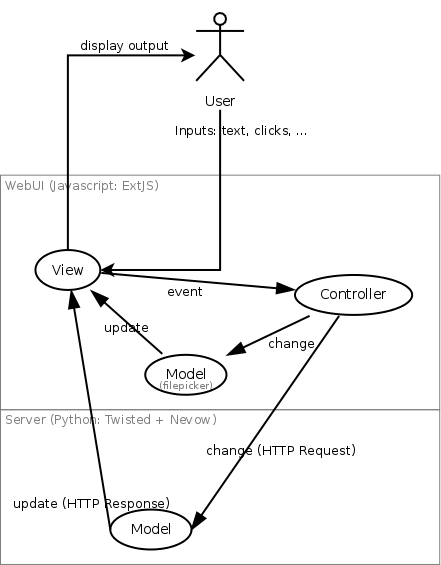 display output
User
Inputs: text, clicks, ...
WebUI (Javascript: ExtJS)
View
event
Controller
update
change
Model
(filepicker)
Server (Python: Twisted + Nevow)
change (HTTP Request)
update (HTTP Response)
Model